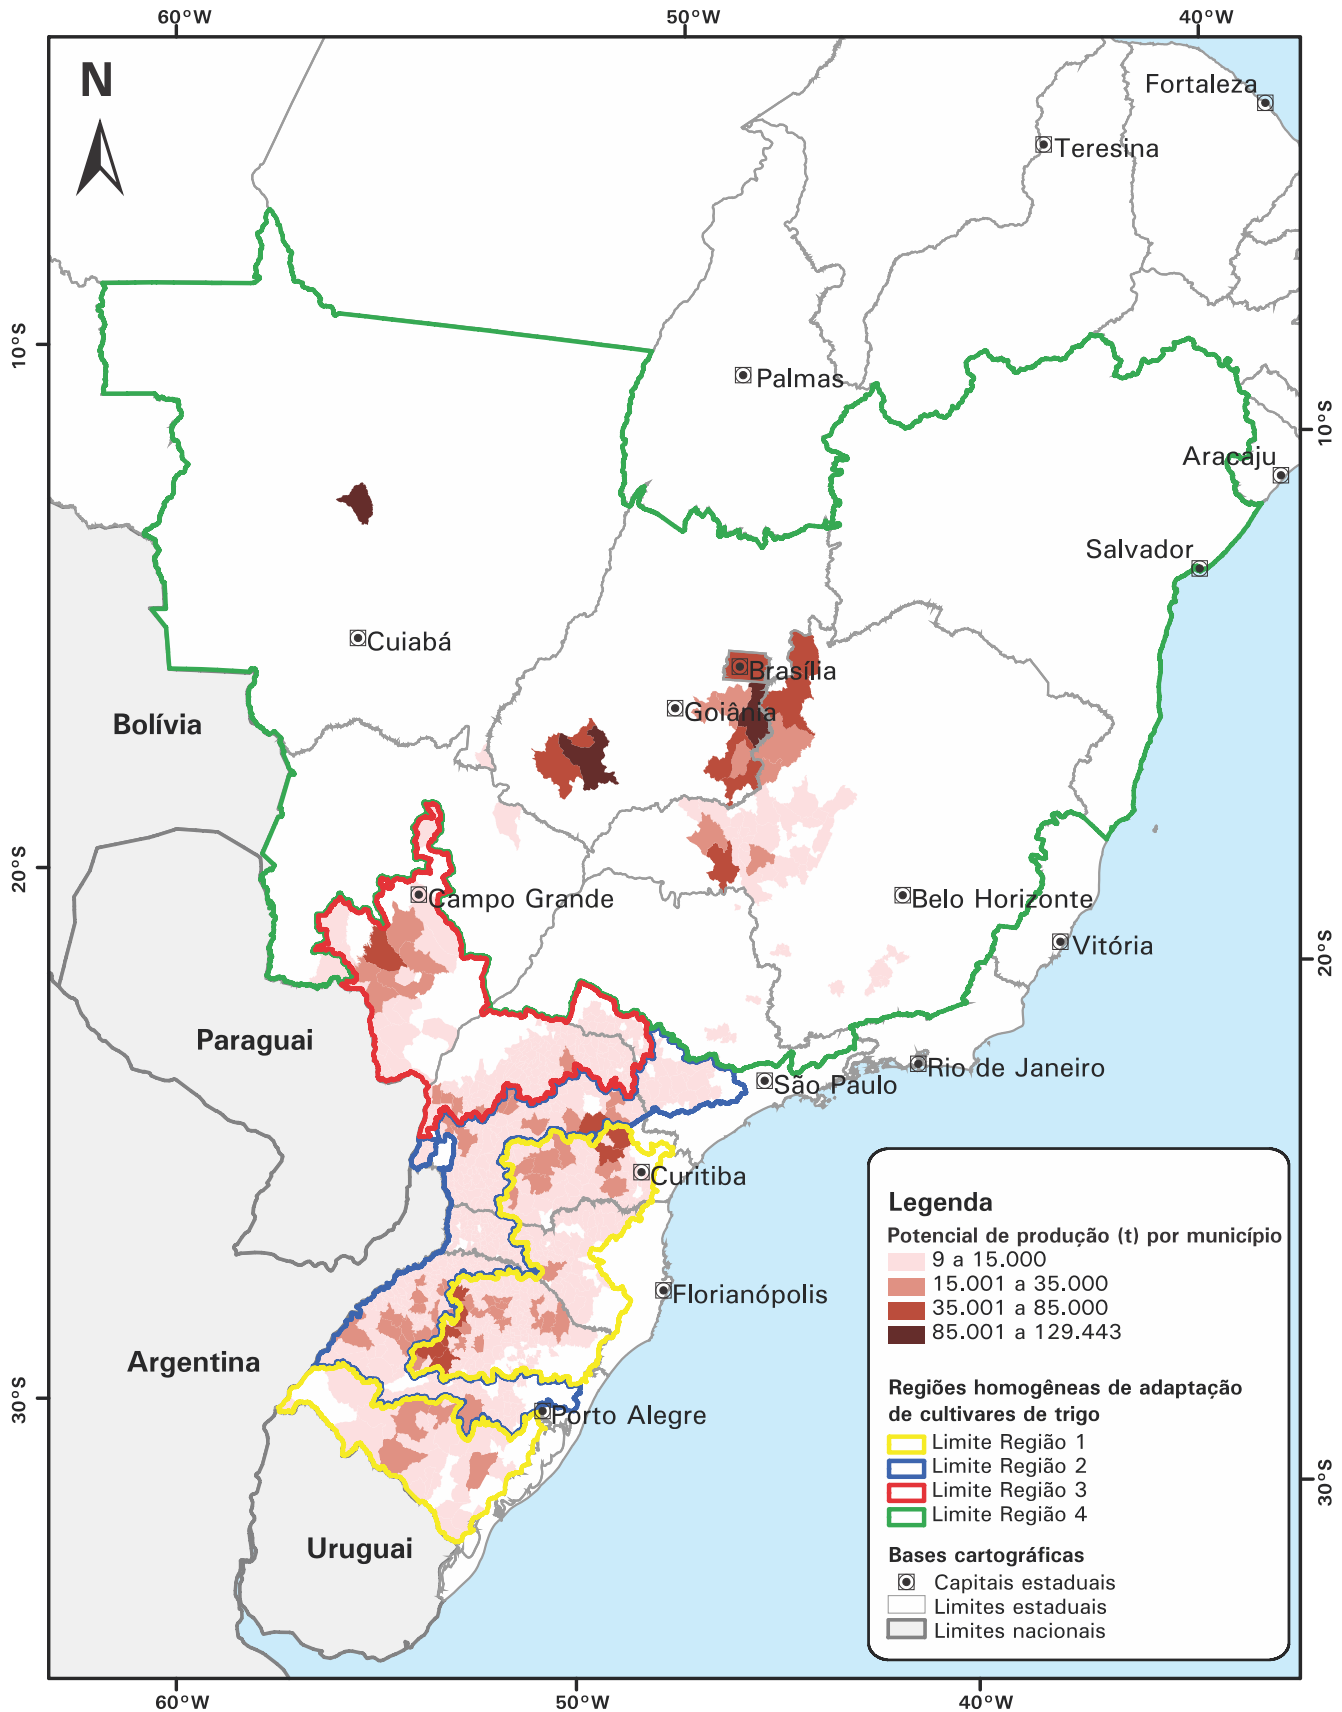 60°W
50°W
40°W
N
Fortaleza
Teresina
10°S
Palmas
10°S
Aracaju
Salvador
Cuiabá
Brasília
Goiânia
Bolívia
20°S
Campo Grande
Belo Horizonte
Vitória
20°S
Paraguai
Rio de Janeiro
São Paulo
Curitiba
Florianópolis
Argentina
30°S
Porto Alegre
30°S
Uruguai
Legenda
Potencial de produção (t) por município
9 a 15.000
15.001 a 35.000
35.001 a 85.000
85.001 a 129.443
Regiões homogêneas de adaptação
de cultivares de trigo
Limite Região 1
Limite Região 2
Limite Região 3
Limite Região 4
Bases cartográficas
Capitais estaduais
Limites estaduais
Limites nacionais
60°W
50°W
40°W